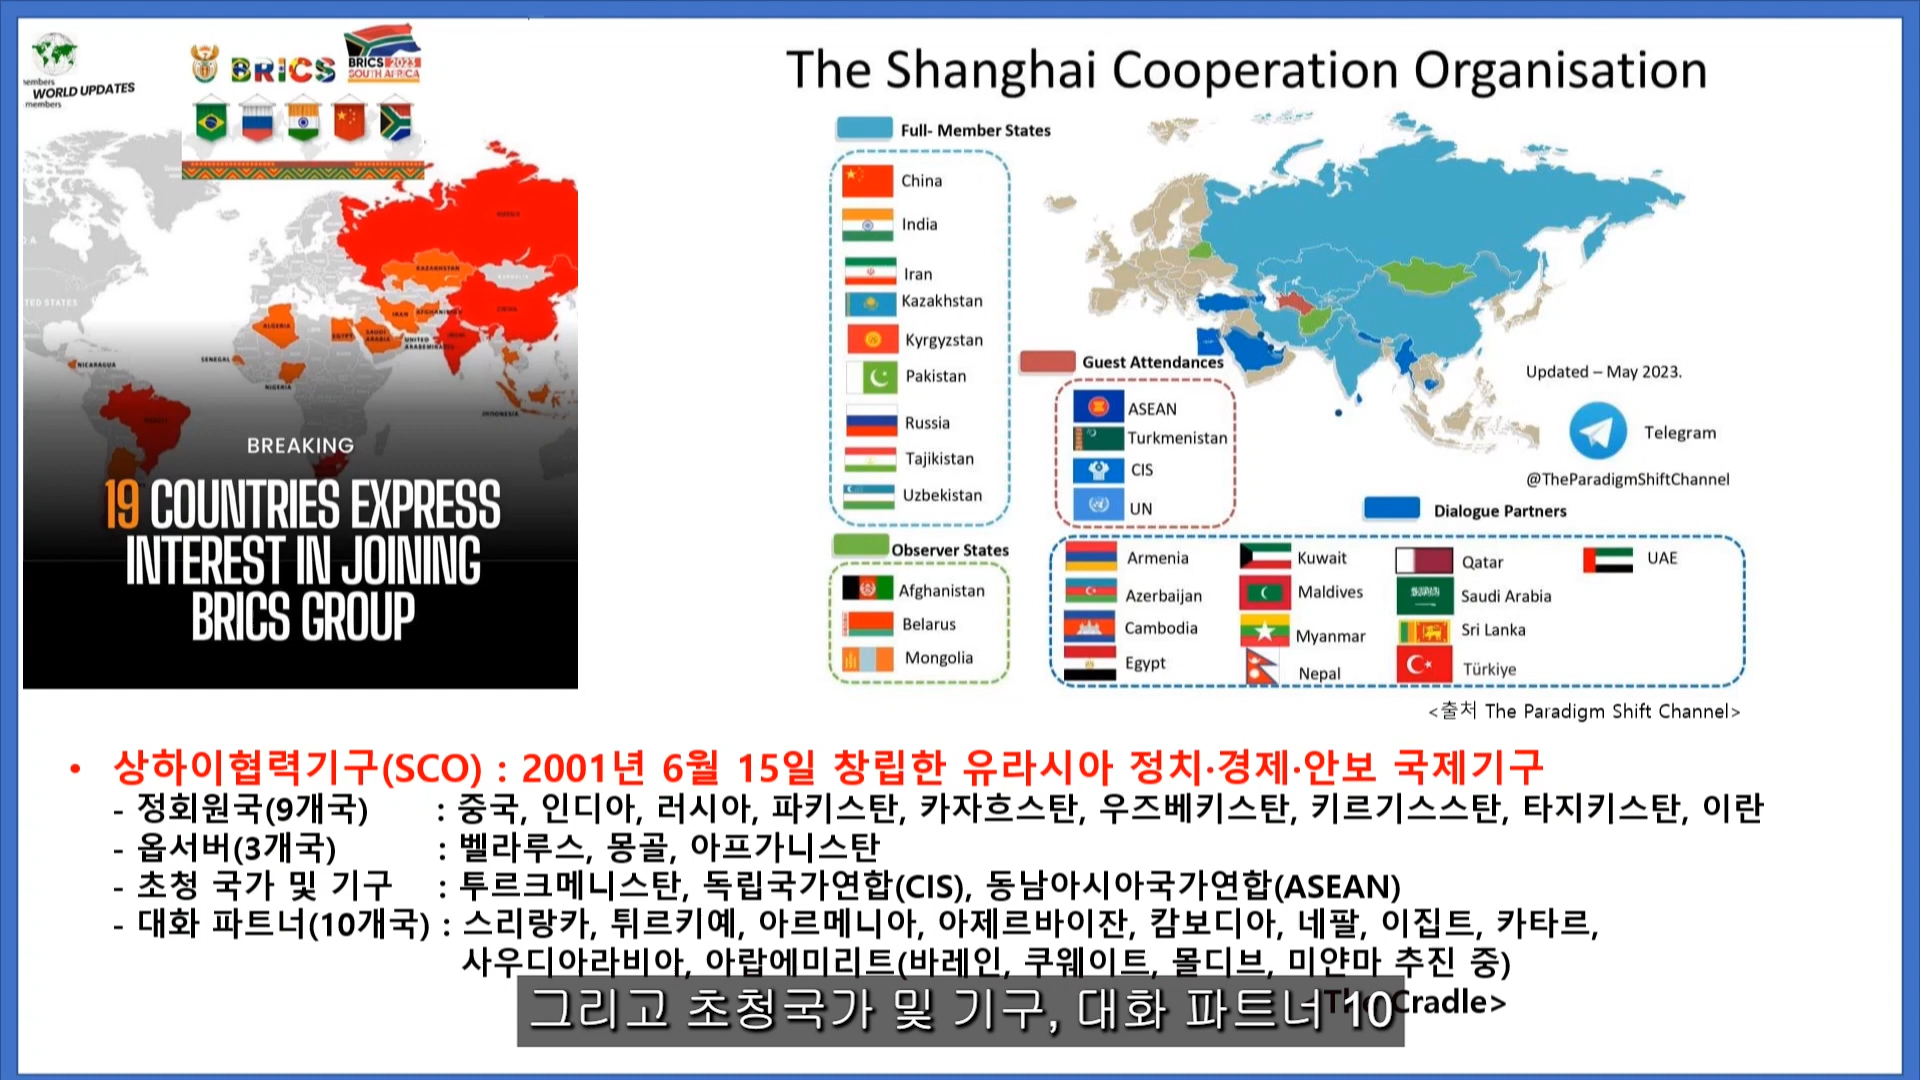 WORLD UPDATES
members
BRICS
BRICS 2023
SOUTH AFRICA
KAZAKHSTAN
ALGERIA
EGYPT
SAUDI
ARABIA
IRAN
UNITED
SENEGAL
NIGERIA
NICARAGUA
INDONESIA
BREAKING
19 COUNTRIES EXPRESS
INTEREST IN JOINING
BRICS GROUP
The Shanghai Cooperation Organisation
Full- Member States
China
India
Iran
Kazakhstan
Kyrgyzstan
Pakistan
Russia
Tajikistan
Uzbekistan
Observer States
Afghanistan
Belarus
Mongolia
Guest Attendances
ASEAN
Turkmenistan
CIS
UN
Updated – May 2023.
Telegram
@TheParadigmShiftChannel
Dialogue Partners
Armenia
Azerbaijan
Cambodia
Egypt
Kuwait
Maldives
Myanmar
Nepal
Qatar
Saudi Arabia
Sri Lanka
Türkiye
UAE
<출처 The Paradigm Shift Channel>
• 상하이협력기구(SCO) : 2001년 6월 15일 창립한 유라시아 정치·경제·안보 국제기구
- 정회원국(9개국) : 중국, 인디아, 러시아, 파키스탄, 카자흐스탄, 우즈베키스탄, 키르기스스탄, 타지키스탄, 이란
- 옵서버(3개국) : 벨라루스, 몽골, 아프가니스탄
- 초청 국가 및 기구 : 투르크메니스탄, 독립국가연합(CIS), 동남아시아국가연합(ASEAN)
- 대화 파트너(10개국) : 스리랑카, 튀르키예, 아르메니아, 아제르바이잔, 캄보디아, 네팔, 이집트, 카타르,
사우디아라비아, 아랍에미리트(바레인, 쿠웨이트, 몰디브, 미얀마 추진 중)
Cradle>
그리고 초청국가 및 기구, 대화 파트너 10